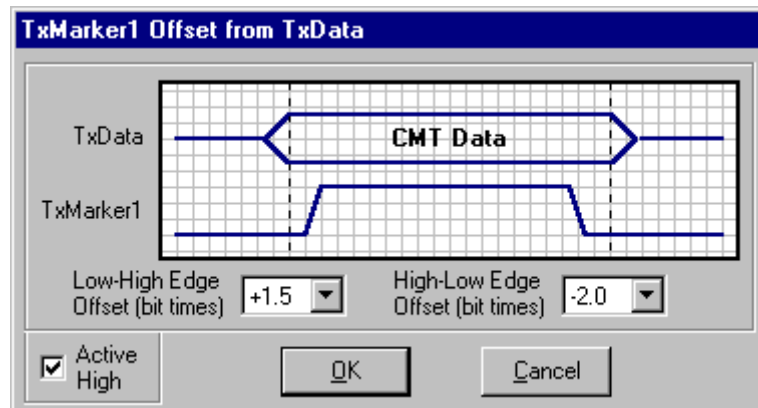 TxMarker1 Offset from TxData
TxData
CMT Data
TxMarker1
Low-High Edge
Offset (bit times)
+1.5
High-Low Edge
Offset (bit times)
-2.0
Active
High
OK
Cancel